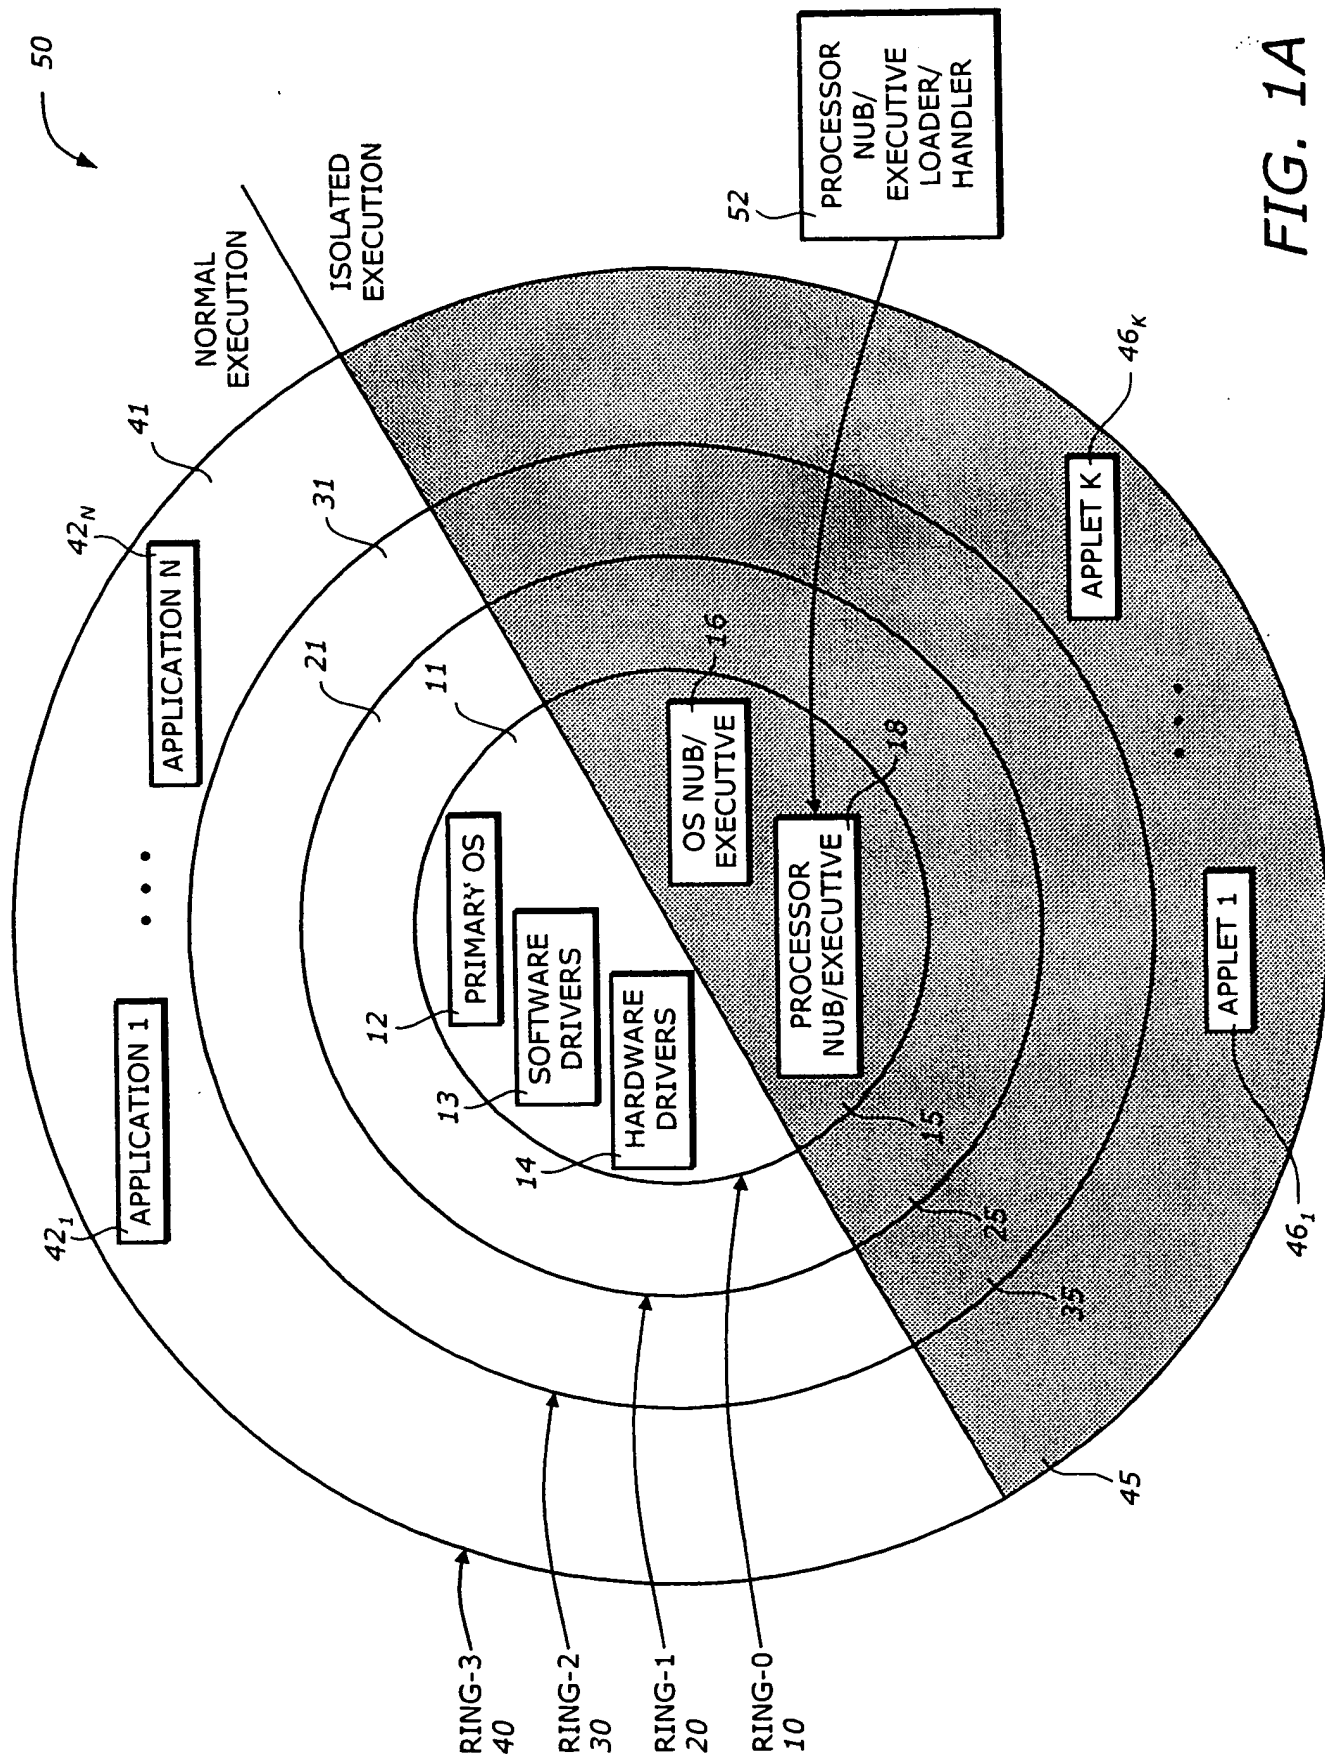 50
NORMAL
EXECUTION
ISOLATED
EXECUTION
41
42N
APPLICATION N
31
21
11
APPLICATION 1
421
PRIMARY OS
12
SOFTWARE
DRIVERS
13
HARDWARE
DRIVERS
14
OS NUB/
EXECUTIVE
16
PROCESSOR
NUB/EXECUTIVE
18
15
25
35
45
52
PROCESSOR
NUB/
EXECUTIVE
LOADER/
HANDLER
APPLET K
46K
APPLET 1
461
RING-3
40
RING-2
30
RING-1
20
RING-0
10
FIG. 1A